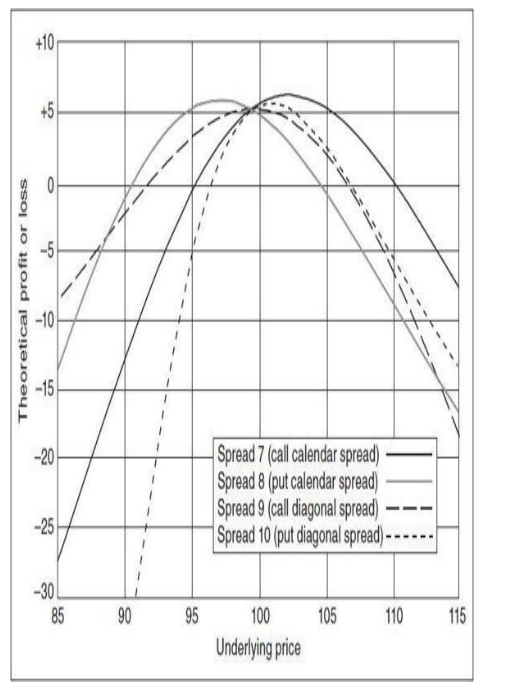 +10
+5
0
−5
−10
−15
−20
−25
−30
Theoretical profit or loss
Spread 7 (call calendar spread)
Spread 8 (put calendar spread)
Spread 9 (call diagonal spread)
Spread 10 (put diagonal spread)
85 90 95 100 105 110 115
Underlying price